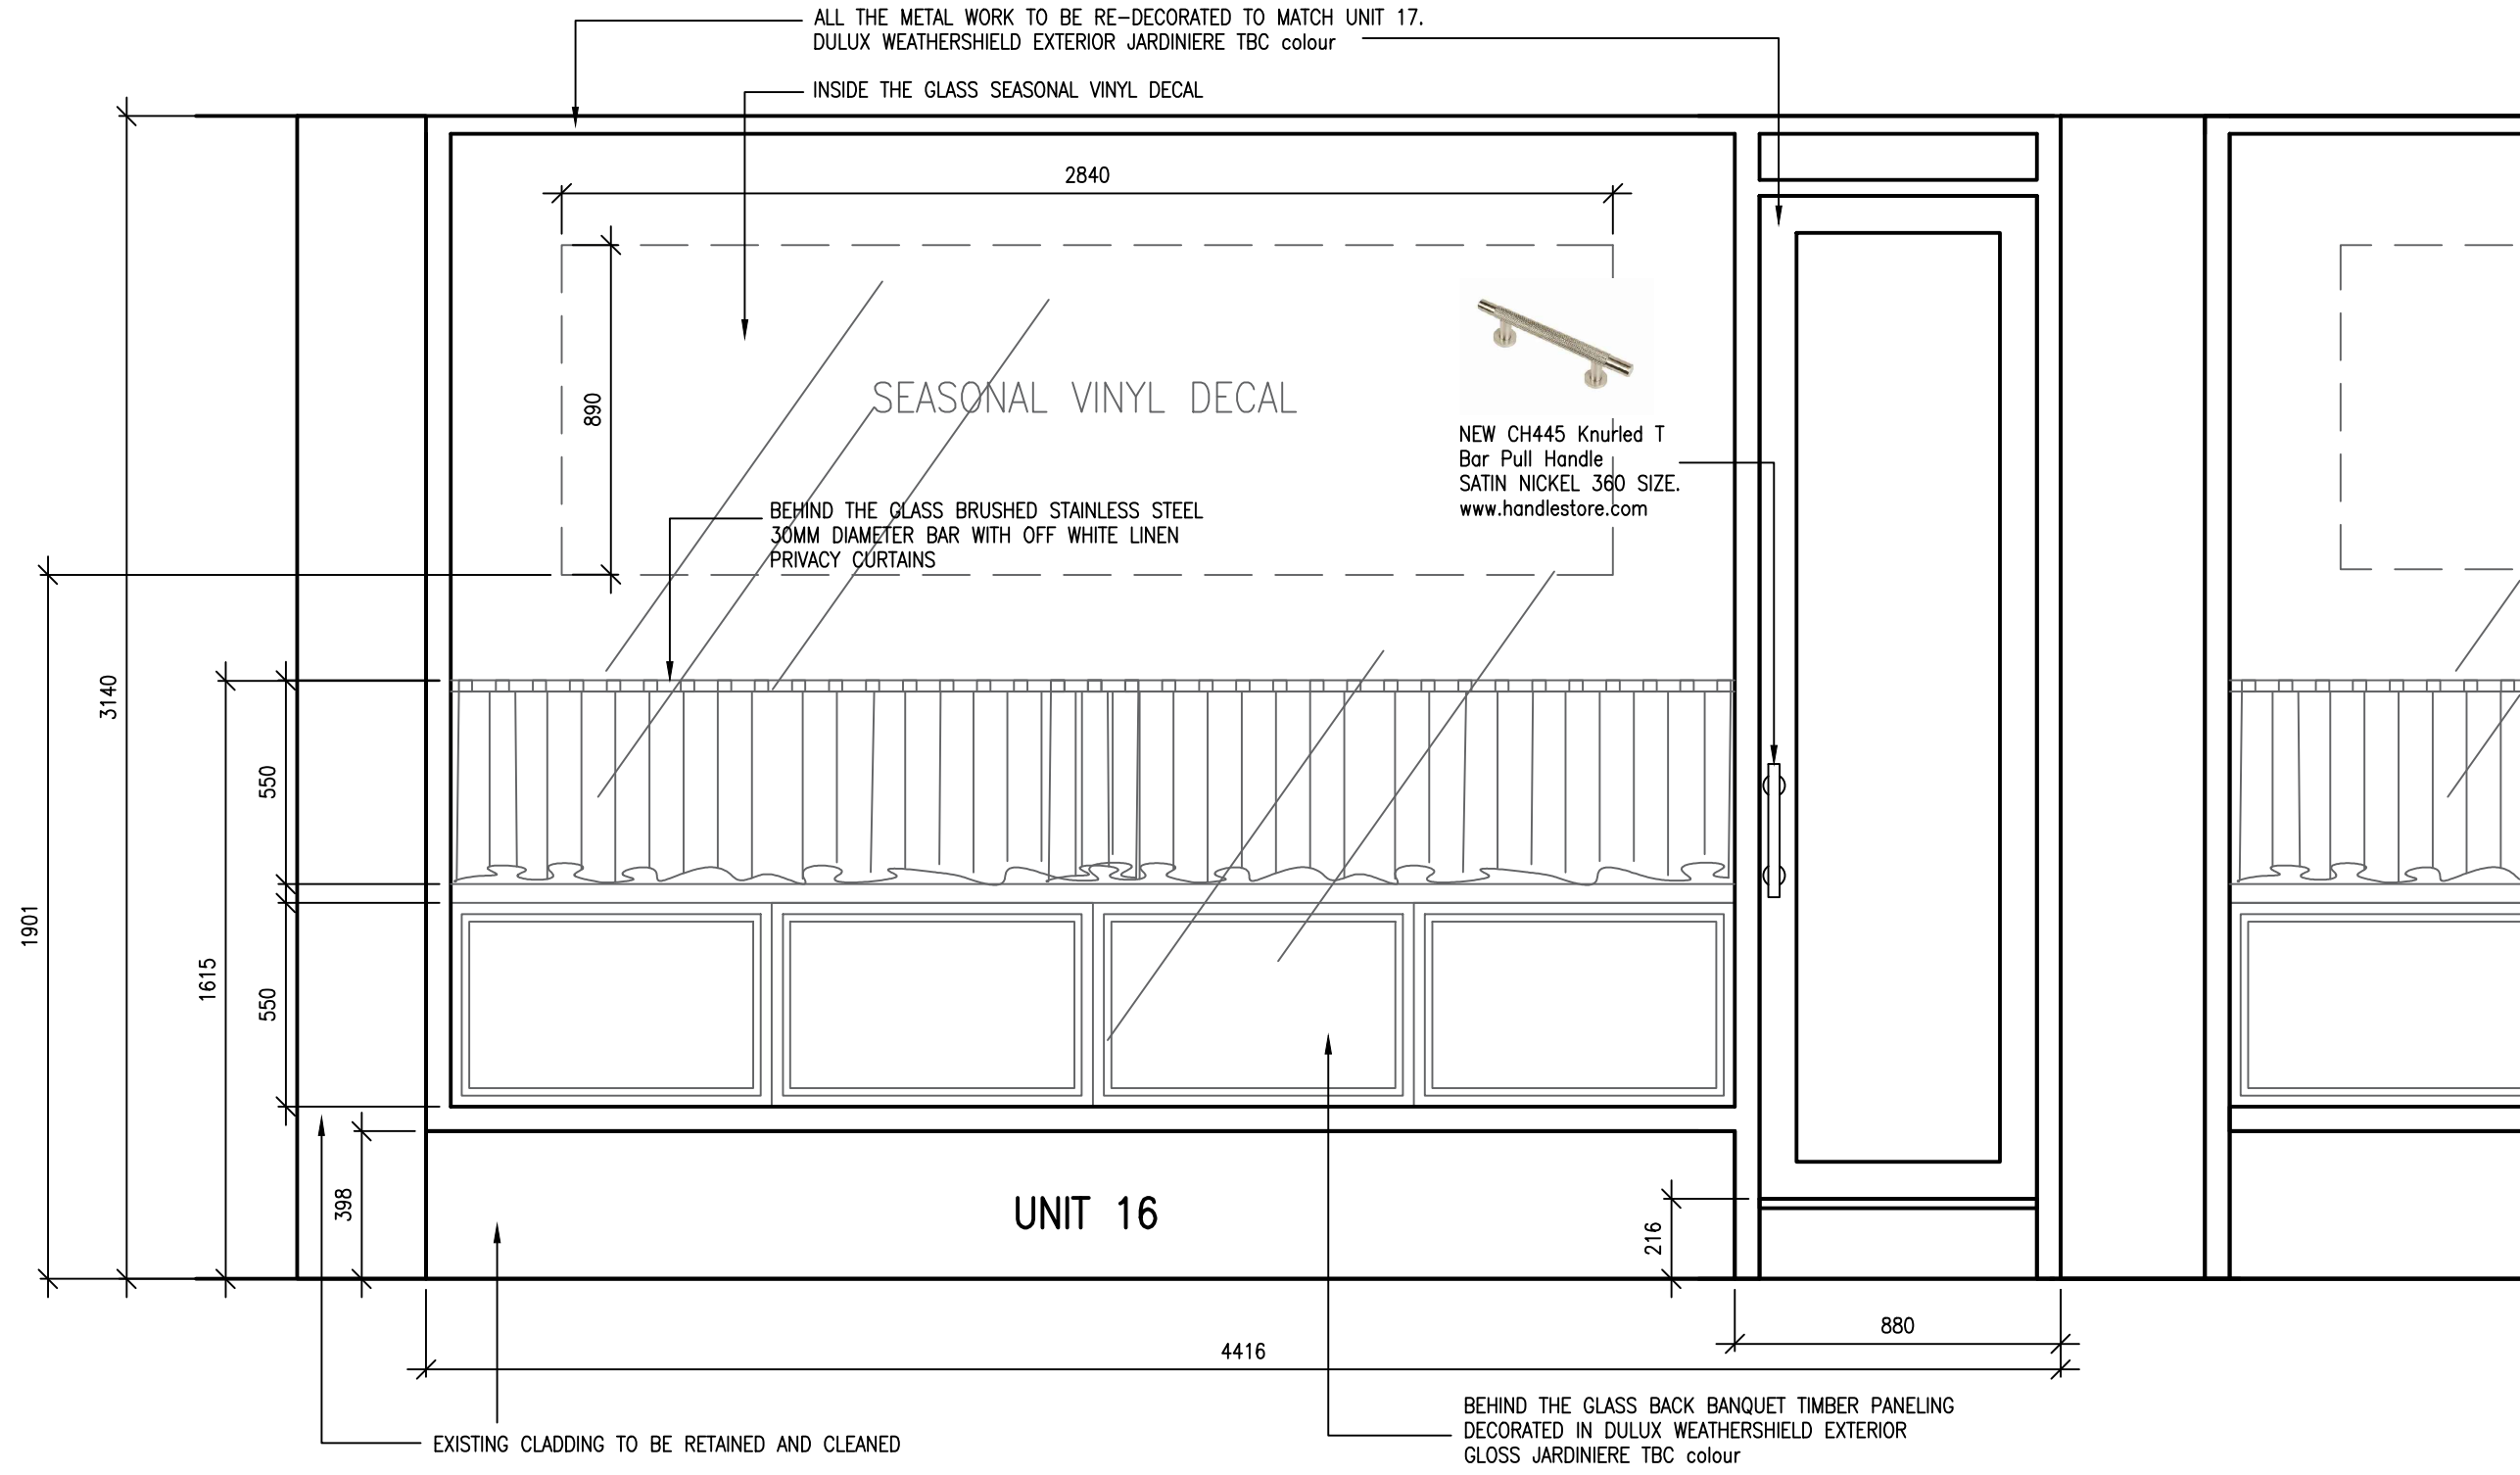 ALL THE METAL WORK TO BE RE-DECORATED TO MATCH UNIT 17.
DULUX WEATHERSHIELD EXTERIOR JARDINIERE TBC colour
INSIDE THE GLASS SEASONAL VINYL DECAL
2840
890
SEASONAL VINYL DECAL
NEW CH445 Knurled T
Bar Pull Handle
SATIN NICKEL 360 SIZE.
www.handlestore.com
BEHIND THE GLASS BRUSHED STAINLESS STEEL
30MM DIAMETER BAR WITH OFF WHITE LINEN
PRIVACY CURTAINS
3140
550
1901
1615
550
398
UNIT 16
216
880
4416
BEHIND THE GLASS BACK BANQUET TIMBER PANELING
DECORATED IN DULUX WEATHERSHIELD EXTERIOR
GLOSS JARDINIERE TBC colour
EXISTING CLADDING TO BE RETAINED AND CLEANED